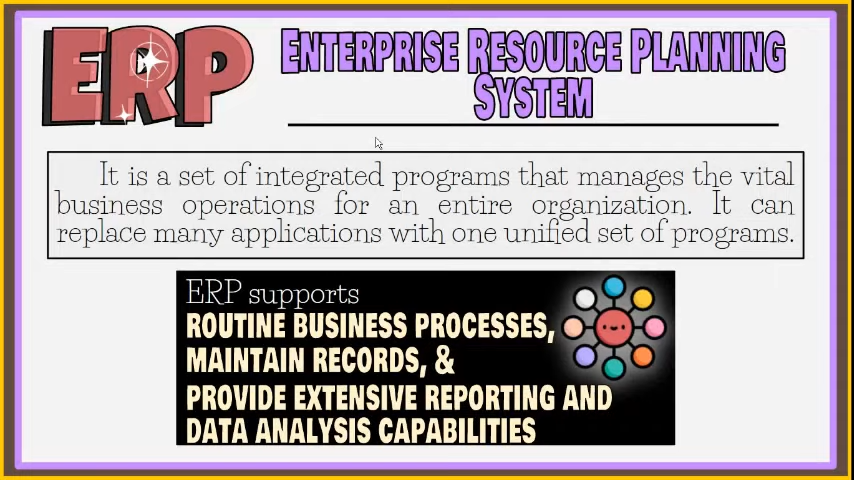 ERP
ENTERPRISE RESOURCE PLANNING
SYSTEM
It is a set of integrated programs that manages the vital
business operations for an entire organization. It can
replace many applications with one unified set of programs.
ERP supports
ROUTINE BUSINESS PROCESSES,
MAINTAIN RECORDS, &
PROVIDE EXTENSIVE REPORTING AND
DATA ANALYSIS CAPABILITIES